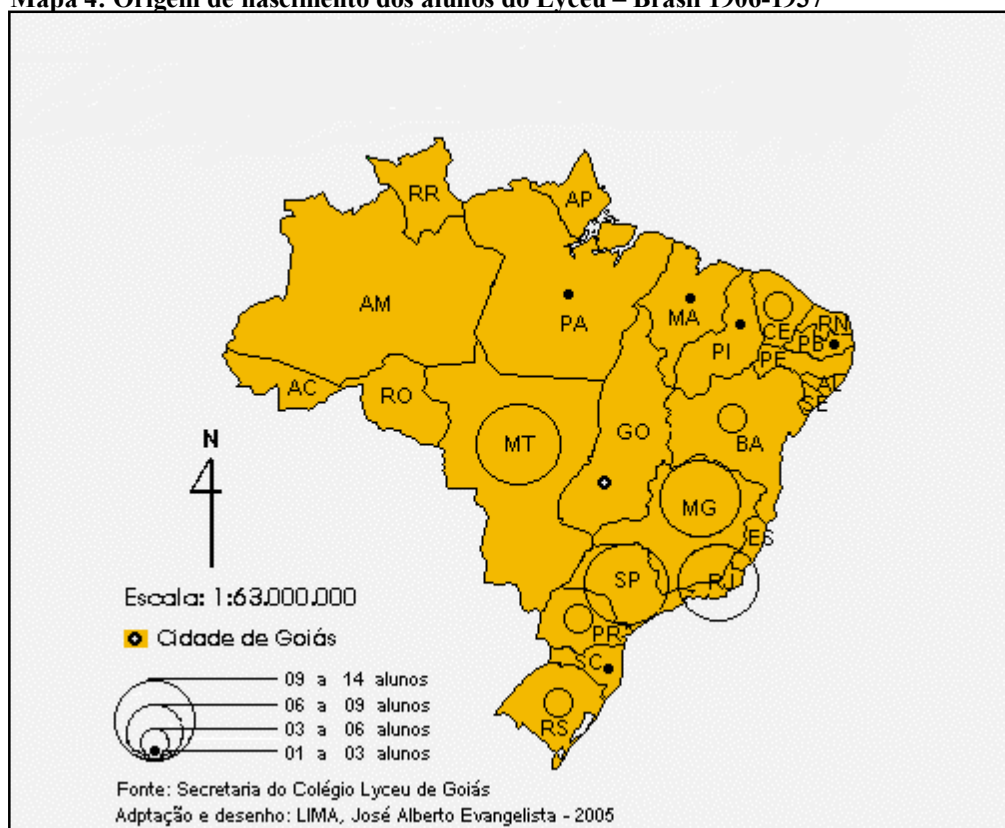 Mapa 4: Origem de nascimento dos alunos do Lyceu – Brasil 1906-1937
RR
AP
AM
PA
MA
CE
RN
PB
PI
PE
AC
RO
AL
SE
MT
GO
BA
N
MG
ES
SP
RJ
Escala: 1:63.000.000
Cidade de Goiás
PR
SC
RS
09 a 14 alunos
06 a 09 alunos
03 a 06 alunos
01 a 03 alunos
Fonte: Secretaria do Colégio Lyceu de Goiás
Adptação e desenho: LIMA, José Alberto Evangelista - 2005